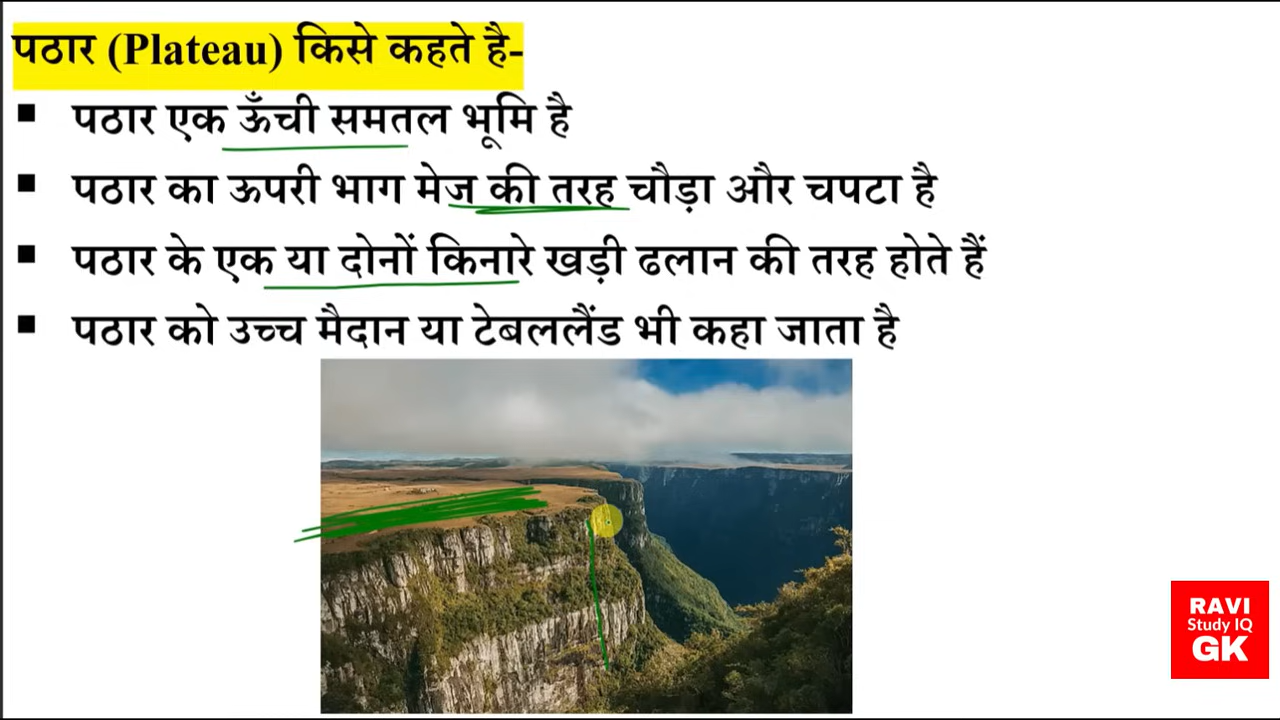 पठार (Plateau) किसे कहते है-
▪ पठार एक ऊँची समतल भूमि है
▪ पठार का ऊपरी भाग मेज की तरह चौड़ा और चपटा है
▪ पठार के एक या दोनों किनारे खड़ी ढलान की तरह होते हैं
▪ पठार को उच्च मैदान या टेबललैंड भी कहा जाता है
RAVI
Study IQ
GK